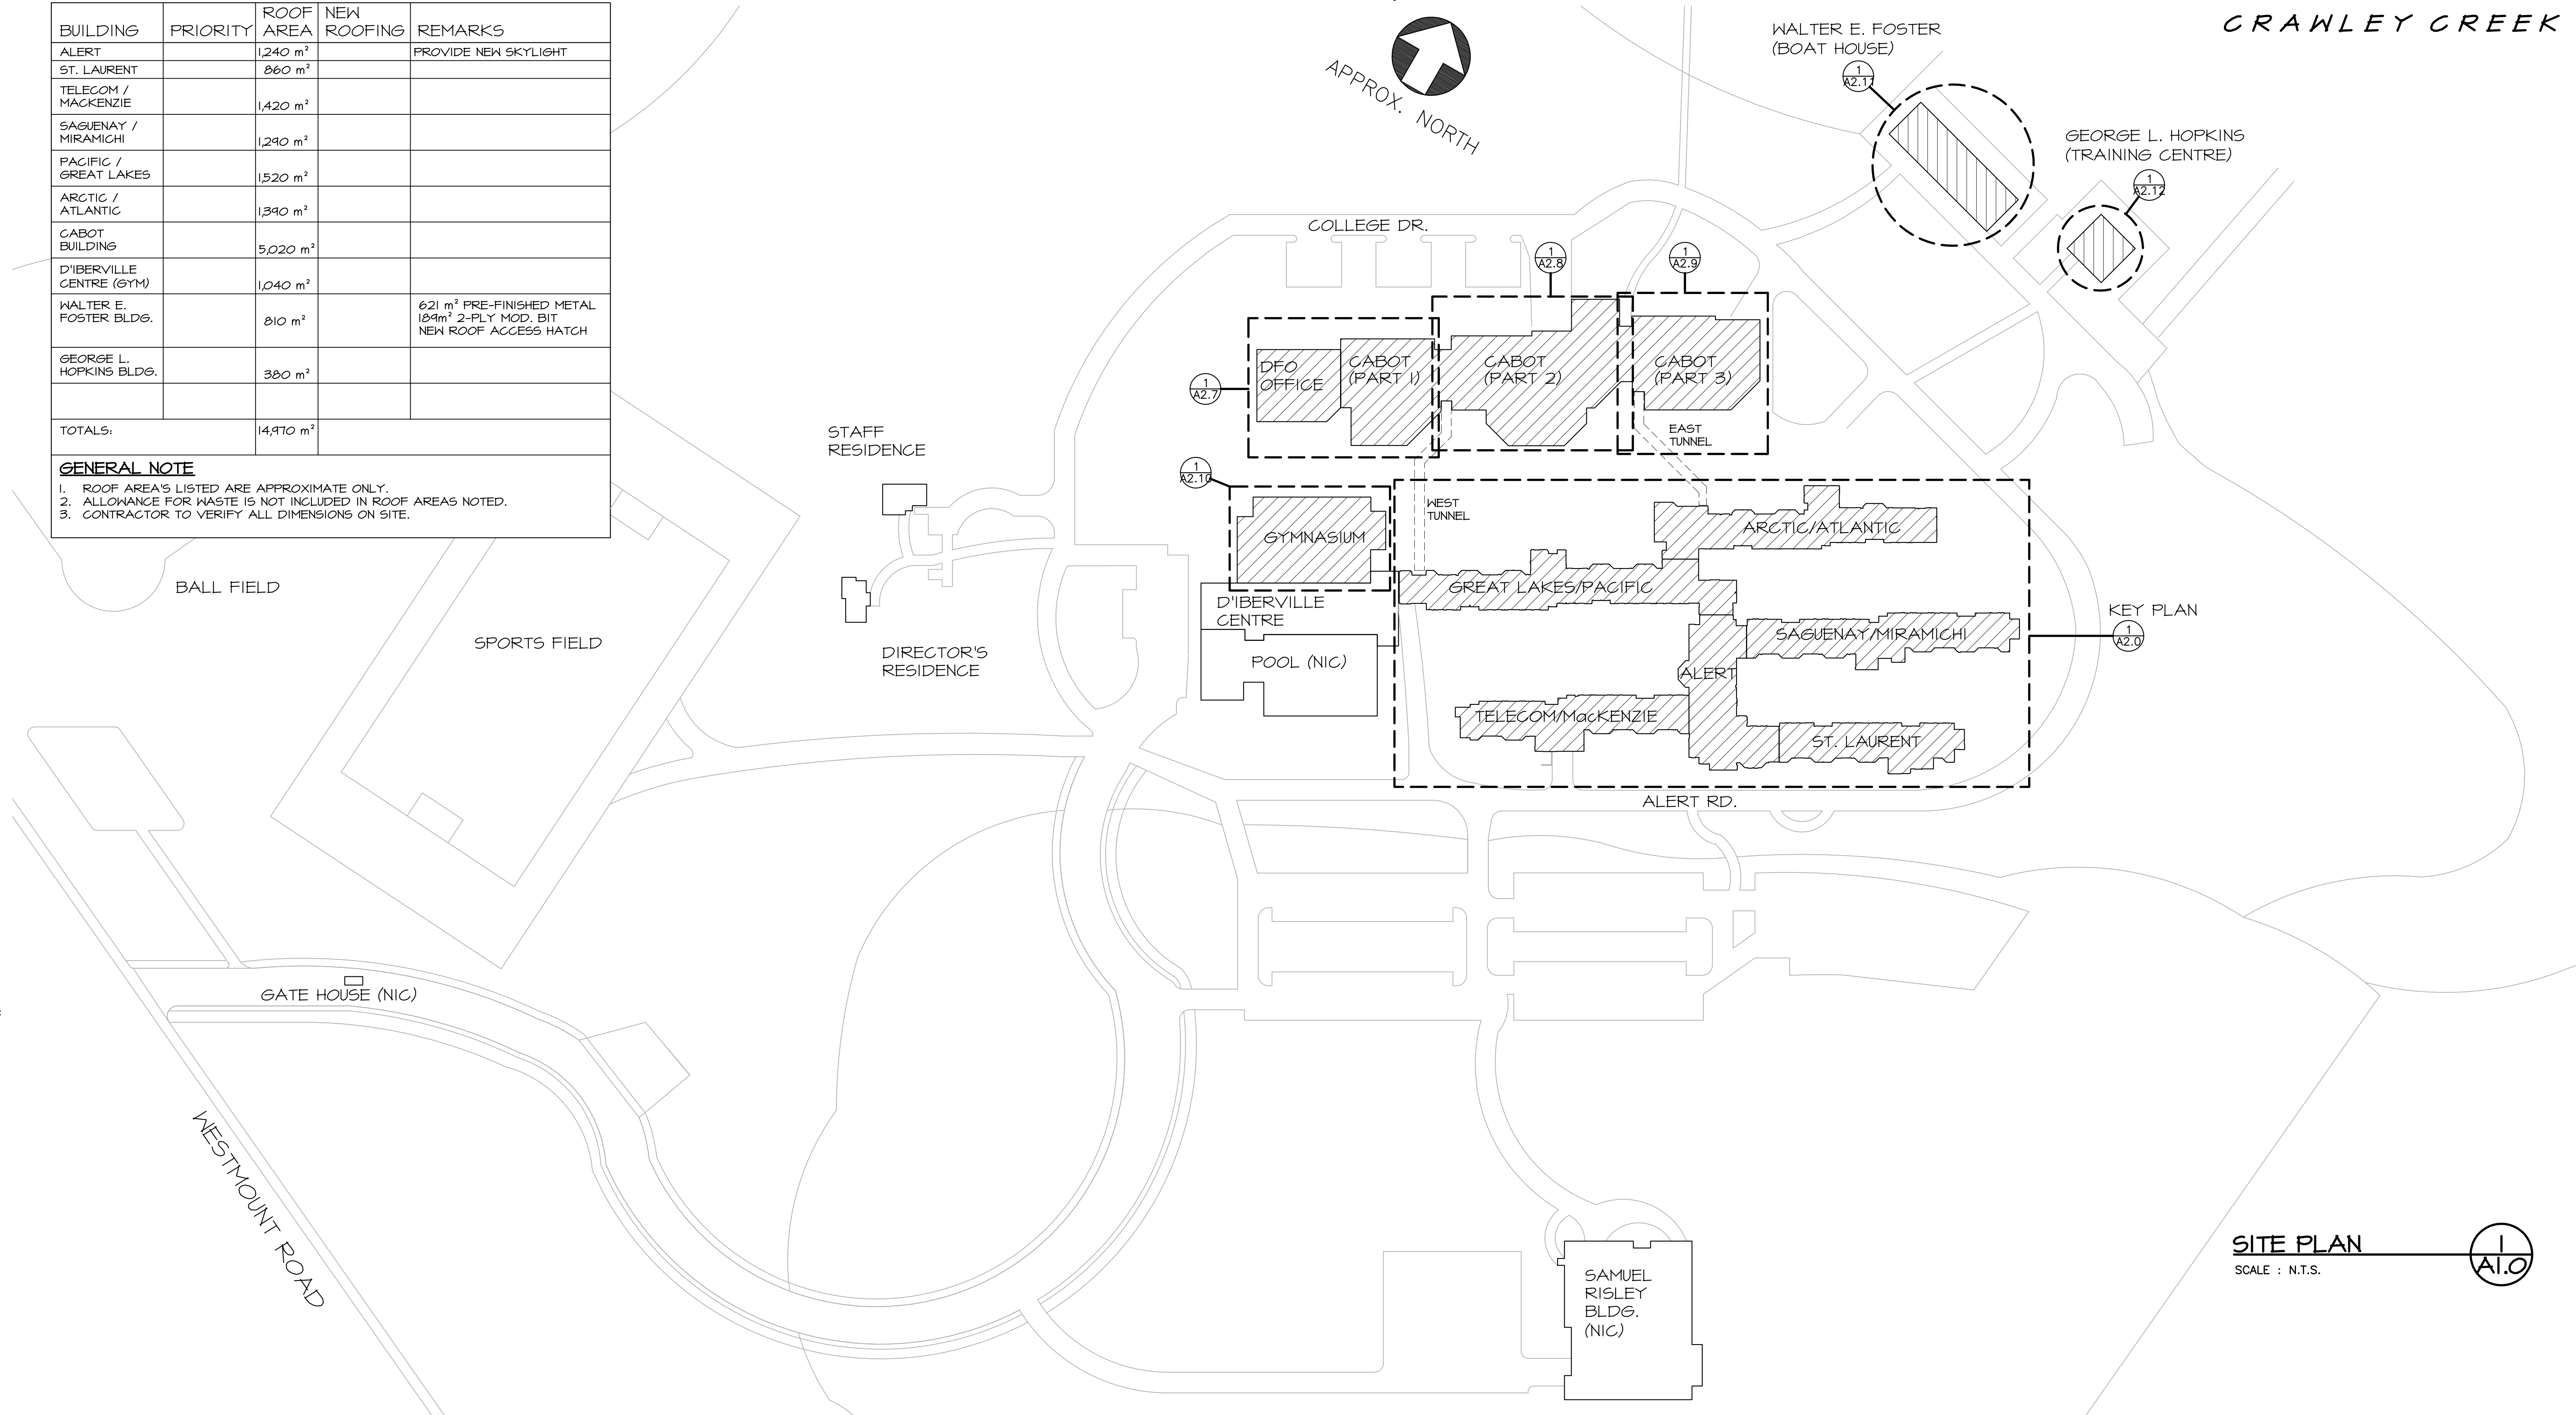 BUILDING PRIORITY ROOF AREA NEW ROOFING REMARKS
ALERT 1,240 m² PROVIDE NEW SKYLIGHT
ST. LAURENT 860 m²
TELECOM /
MACKENZIE 1,420 m²
SAGUENAY /
MIRAMICHI 1,290 m²
PACIFIC /
GREAT LAKES 1,520 m²
ARCTIC /
ATLANTIC 1,390 m²
CABOT
BUILDING 5,020 m²
D'IBERVILLE
CENTRE (GYM) 1,040 m²
WALTER E.
FOSTER BLDG. 810 m²
621 m² PRE-FINISHED METAL
189m² 2-PLY MOD. BIT
NEW ROOF ACCESS HATCH
GEORGE L.
HOPKINS BLDG. 380 m²
TOTALS: 14,970 m²
GENERAL NOTE
1. ROOF AREA'S LISTED ARE APPROXIMATE ONLY.
2. ALLOWANCE FOR WASTE IS NOT INCLUDED IN ROOF AREAS NOTED.
3. CONTRACTOR TO VERIFY ALL DIMENSIONS ON SITE.
APPROX. NORTH
CRAWLEY CREEK
WALTER E. FOSTER
(BOAT HOUSE)
1
A2.11
GEORGE L. HOPKINS
(TRAINING CENTRE)
1
A2.12
COLLEGE DR.
1
A2.8
1
A2.9
DFO
OFFICE
CABOT
(PART 1)
CABOT
(PART 2)
CABOT
(PART 3)
1
A2.7
EAST
TUNNEL
STAFF
RESIDENCE
1
A2.10
WEST
TUNNEL
GYMNASIUM
ARCTIC/ATLANTIC
BALL FIELD
GREAT LAKES/PACIFIC
D'IBERVILLE
CENTRE
KEY PLAN
1
A2.0
SAGUENAY/MIRAMICHI
SPORTS FIELD
DIRECTOR'S
RESIDENCE
POOL (NIC)
ALERT
TELECOM/MacKENZIE
ST. LAURENT
ALERT RD.
GATE HOUSE (NIC)
WESTMOUNT ROAD
SAMUEL
RISLEY
BLDG.
(NIC)
SITE PLAN
SCALE : N.T.S.
1
A1.0